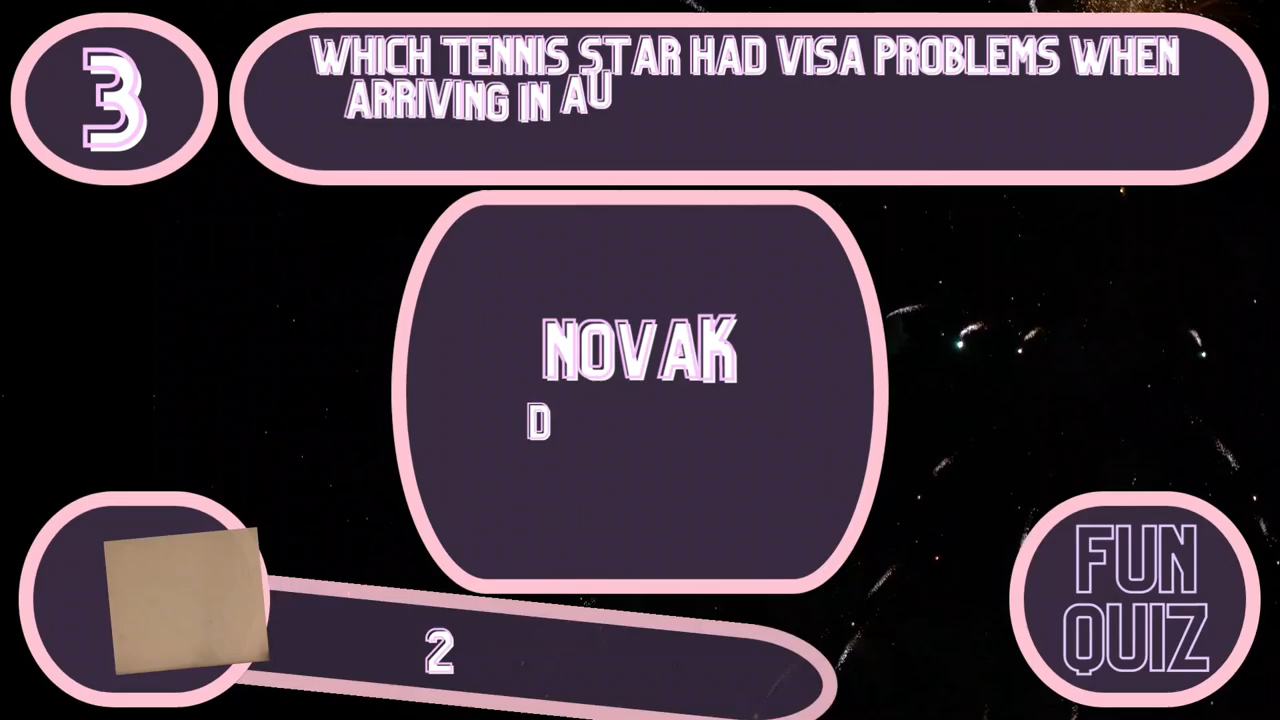 3
WHICH TENNIS STAR HAD VISA PROBLEMS WHEN
ARRIVING IN AU
NOVAK
D
2
FUN
QUIZ